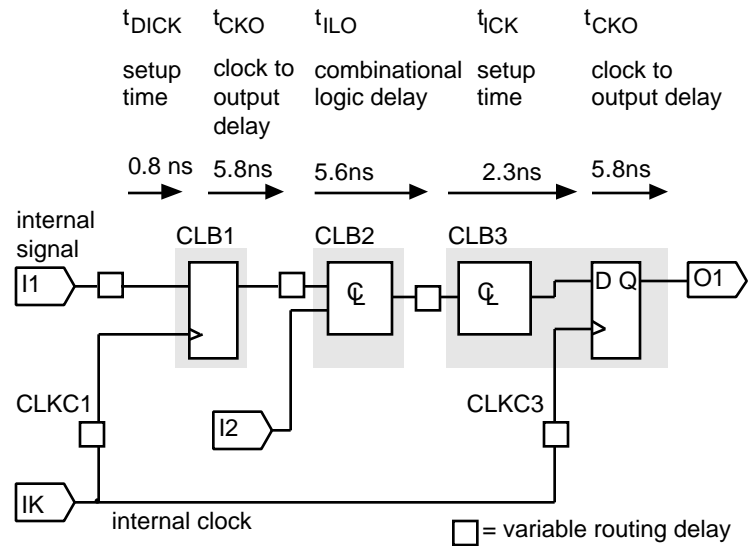 tDICK tCKO tILO tICK tCKO
setup time
clock to output delay
combinational logic delay
setup time
clock to output delay
0.8 ns 5.8ns 5.6ns 2.3ns 5.8ns
internal signal
CLB1 CLB2 CLB3
I1
D Q
O1
CLKC1
I2
CLKC3
IK
internal clock
= variable routing delay